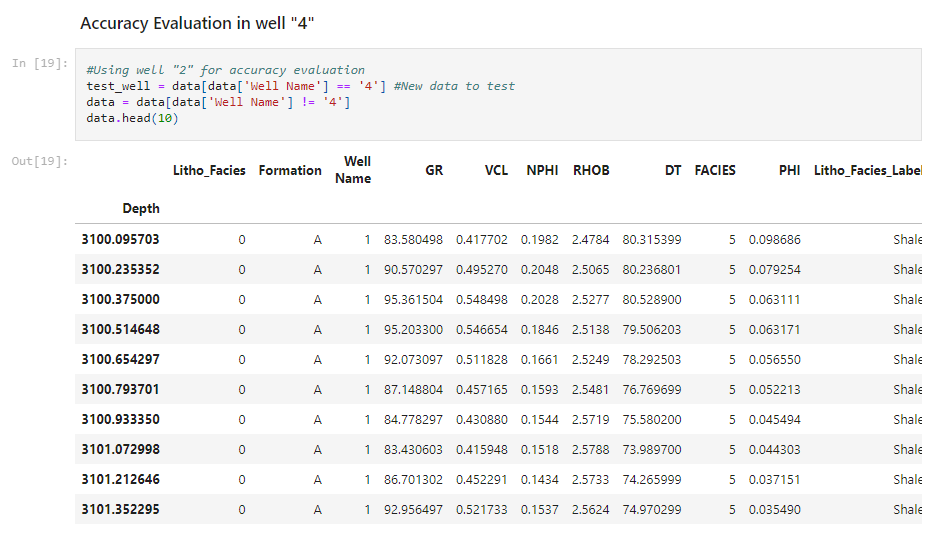 Accuracy Evaluation in well "4"
In [19]:
#Using well "2" for accuracy evaluation
test_well = data[data['Well Name'] == '4'] #New data to test
data = data[data['Well Name'] != '4']
data.head(10)
Out[19]:
Litho_Facies Formation Well Name GR VCL NPHI RHOB DT FACIES PHI Litho_Facies_Label
Depth
3100.095703 0 A 1 83.580498 0.417702 0.1982 2.4784 80.315399 5 0.098686 Shale
3100.235352 0 A 1 90.570297 0.495270 0.2048 2.5065 80.236801 5 0.079254 Shale
3100.375000 0 A 1 95.361504 0.548498 0.2028 2.5277 80.528900 5 0.063111 Shale
3100.514648 0 A 1 95.203300 0.546654 0.1846 2.5138 79.506203 5 0.063171 Shale
3100.654297 0 A 1 92.073097 0.511828 0.1661 2.5249 78.292503 5 0.056550 Shale
3100.793701 0 A 1 87.148804 0.457165 0.1593 2.5481 76.769699 5 0.052213 Shale
3100.933350 0 A 1 84.778297 0.430880 0.1544 2.5719 75.580200 5 0.045494 Shale
3101.072998 0 A 1 83.430603 0.415948 0.1518 2.5788 73.989700 5 0.044303 Shale
3101.212646 0 A 1 86.701302 0.452291 0.1434 2.5733 74.265999 5 0.037151 Shale
3101.352295 0 A 1 92.956497 0.521733 0.1537 2.5624 74.970299 5 0.035490 Shale